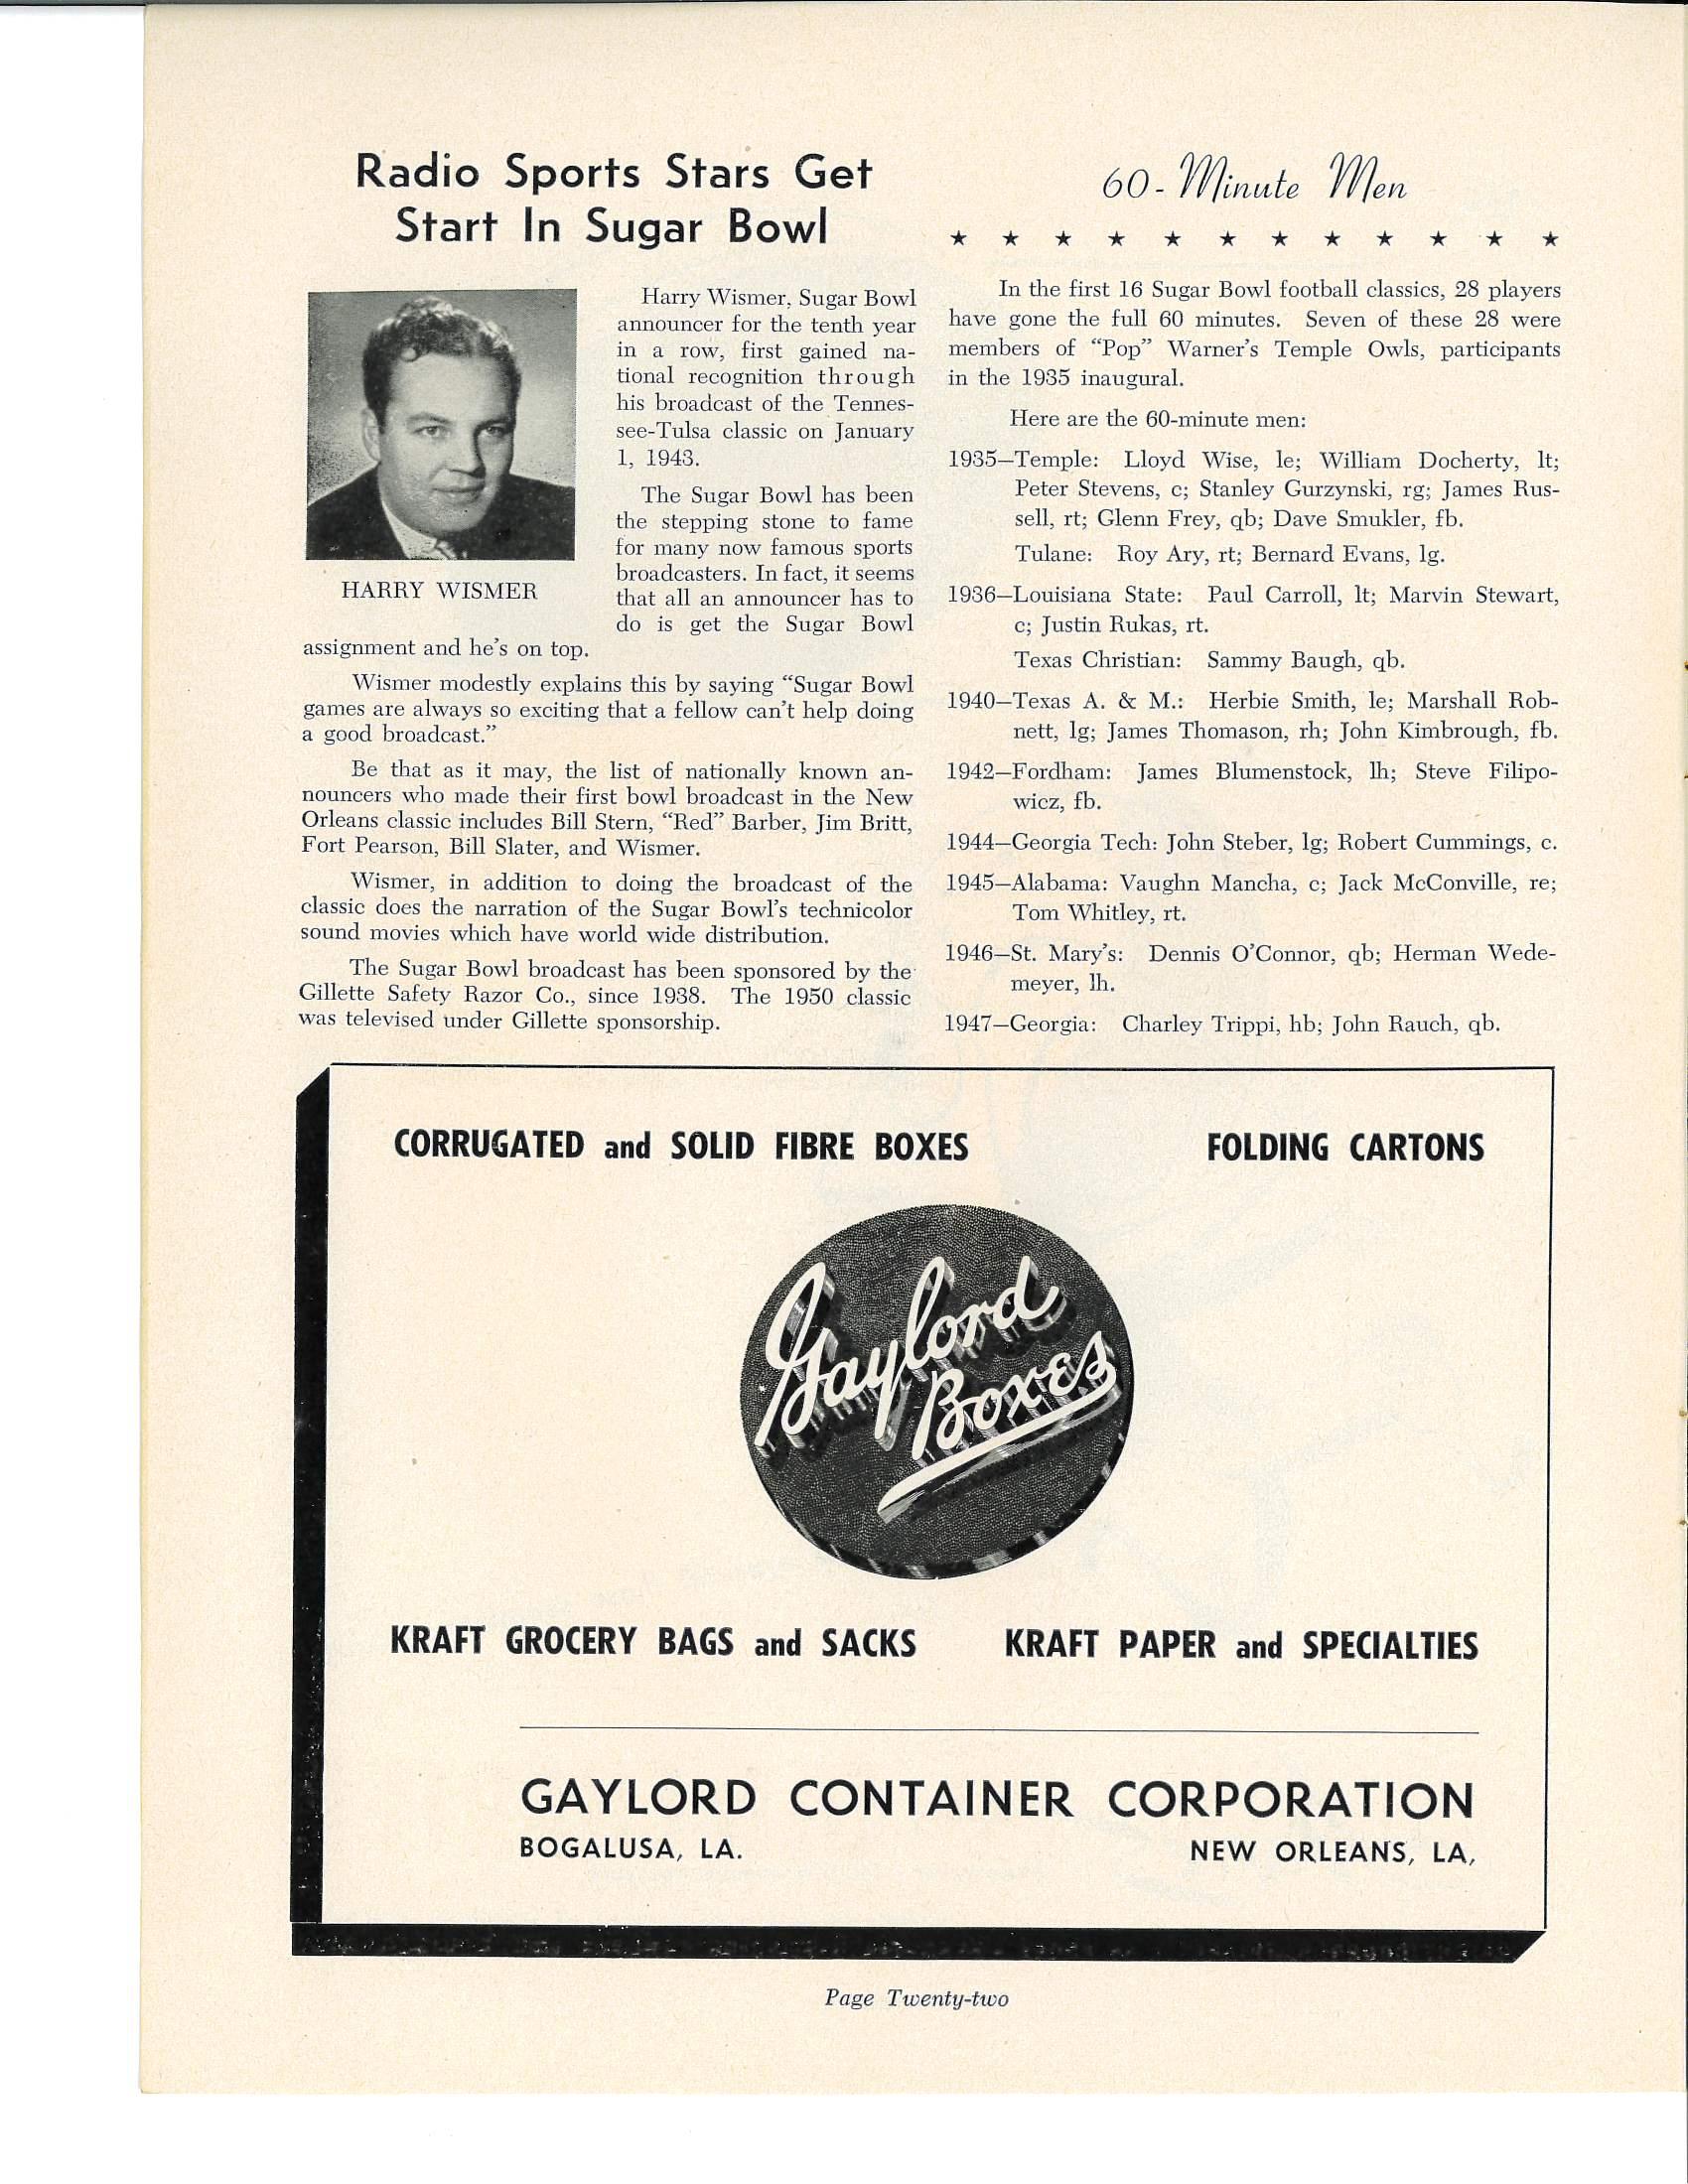 Radio Sports Stars Get
Start In Sugar Bowl
HARRY WISMER
Harry Wismer, Sugar Bowl
announcer for the tenth year
in a row, first gained na-
tional recognition through
his broadcast of the Tennes-
see-Tulsa classic on January
1, 1943.
The Sugar Bowl has been
the stepping stone to fame
for many now famous sports
broadcasters. In fact, it seems
that all an announcer has to
do is get the Sugar Bowl
assignment and he's on top.
Wismer modestly explains this by saying “Sugar Bowl
games are always so exciting that a fellow can't help doing
a good broadcast.”
Be that as it may, the list of nationally known an-
nouncers who made their first bowl broadcast in the New
Orleans classic includes Bill Stern, “Red” Barber, Jim Britt,
Fort Pearson, Bill Slater, and Wismer.
Wismer, in addition to doing the broadcast of the
classic does the narration of the Sugar Bowl's technicolor
sound movies which have world wide distribution.
The Sugar Bowl broadcast has been sponsored by the
Gillette Safety Razor Co., since 1938. The 1950 classic
was televised under Gillette sponsorship.
60-Minute Men
★ ★ ★ ★ ★ ★ ★ ★ ★ ★ ★ ★
In the first 16 Sugar Bowl football classics, 28 players
have gone the full 60 minutes. Seven of these 28 were
members of “Pop” Warner's Temple Owls, participants
in the 1935 inaugural.
Here are the 60-minute men:
1935—Temple: Lloyd Wise, le; William Docherty, lt;
Peter Stevens, c; Stanley Gurzynski, rg; James Rus-
sell, rt; Glenn Frey, qb; Dave Smukler, fb.
Tulane: Roy Ary, rt; Bernard Evans, lg.
1936—Louisiana State: Paul Carroll, lt; Marvin Stewart,
c; Justin Rukas, rt.
Texas Christian: Sammy Baugh, qb.
1940—Texas A. & M.: Herbie Smith, le; Marshall Rob-
nett, lg; James Thomason, rh; John Kimbrough, fb.
1942—Fordham: James Blumenstock, lh; Steve Filipo-
wicz, fb.
1944—Georgia Tech: John Steber, lg; Robert Cummings, c.
1945—Alabama: Vaughn Mancha, c; Jack McConville, re;
Tom Whitley, rt.
1946—St. Mary's: Dennis O'Connor, qb; Herman Wede-
meyer, lh.
1947—Georgia: Charley Trippi, hb; John Rauch, qb.
CORRUGATED and SOLID FIBRE BOXES
FOLDING CARTONS
Gaylord
Boxes
KRAFT GROCERY BAGS and SACKS
KRAFT PAPER and SPECIALTIES
GAYLORD CONTAINER CORPORATION
BOGALUSA, LA.
NEW ORLEANS, LA,
Page Twenty-two